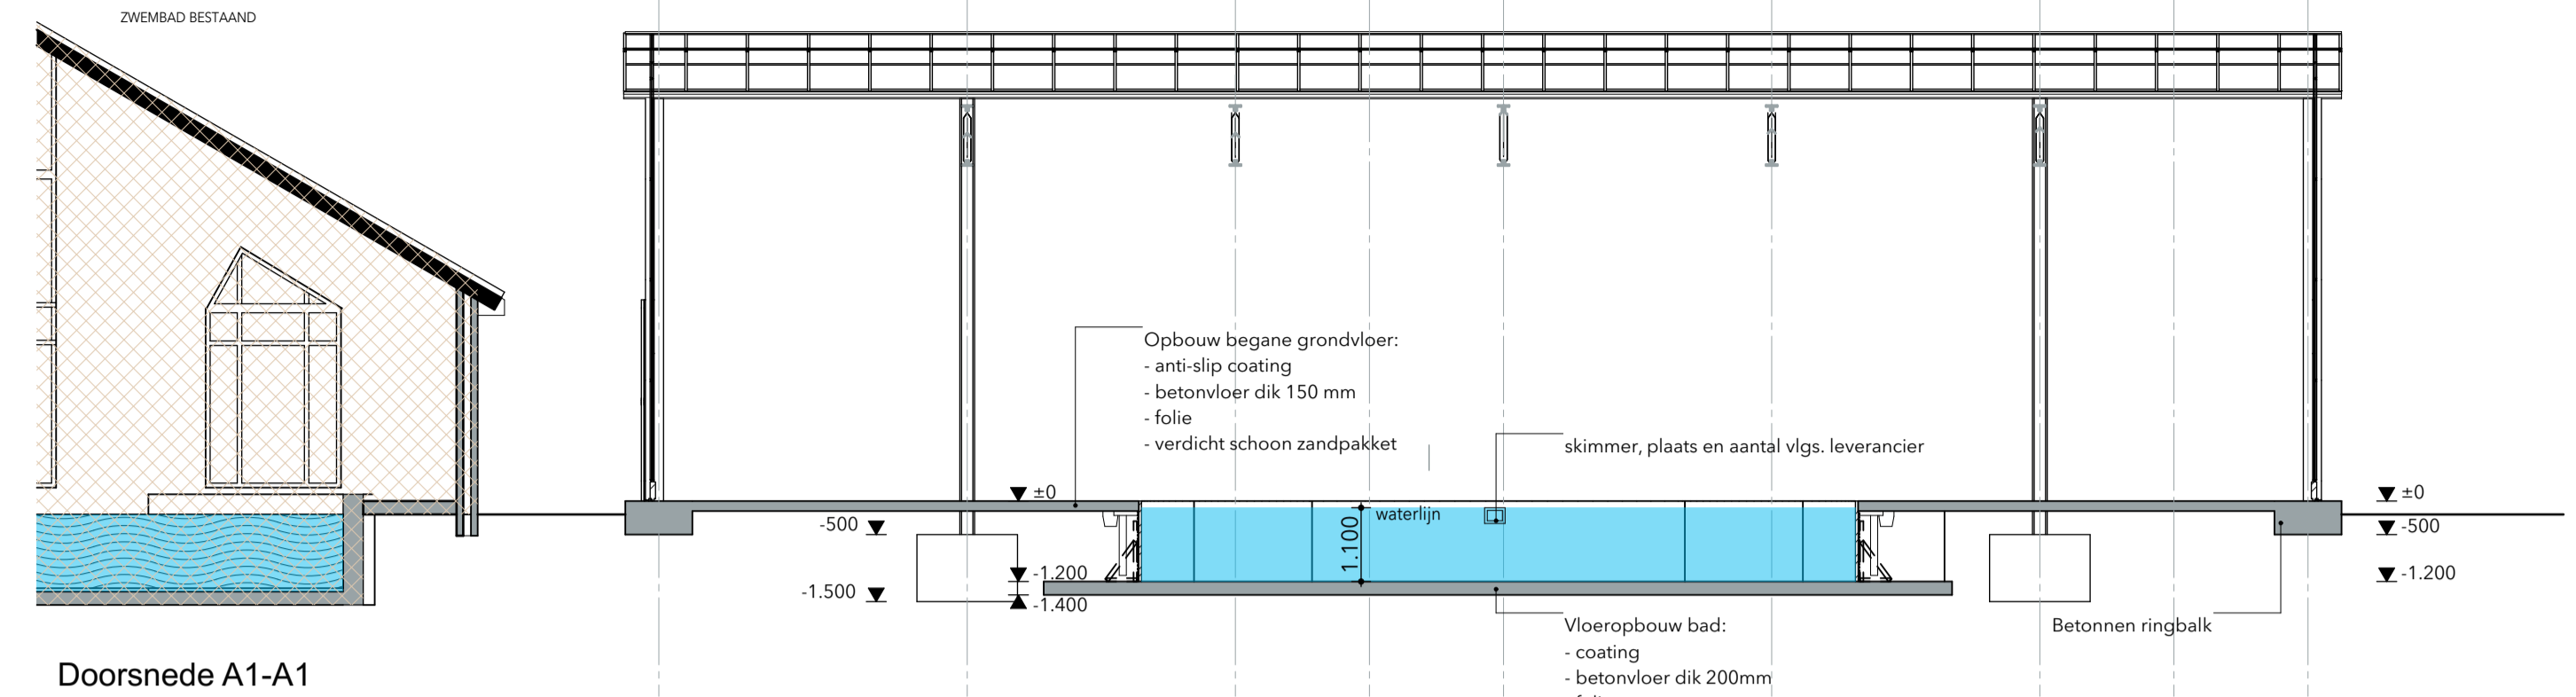 ZWEMBAD BESTAAND
Opbouw begane grondvloer:
- anti-slip coating
- betonvloer dik 150 mm
- folie
- verdicht schoon zandpakket
skimmer, plaats en aantal vlgs. leverancier
±0
±0
waterlijn
-500
-500
1.100
-1.200
-1.200
-1.500
-1.400
Vloeropbouw bad:
- coating
- betonvloer dik 200mm
Betonnen ringbalk
Doorsnede A1-A1